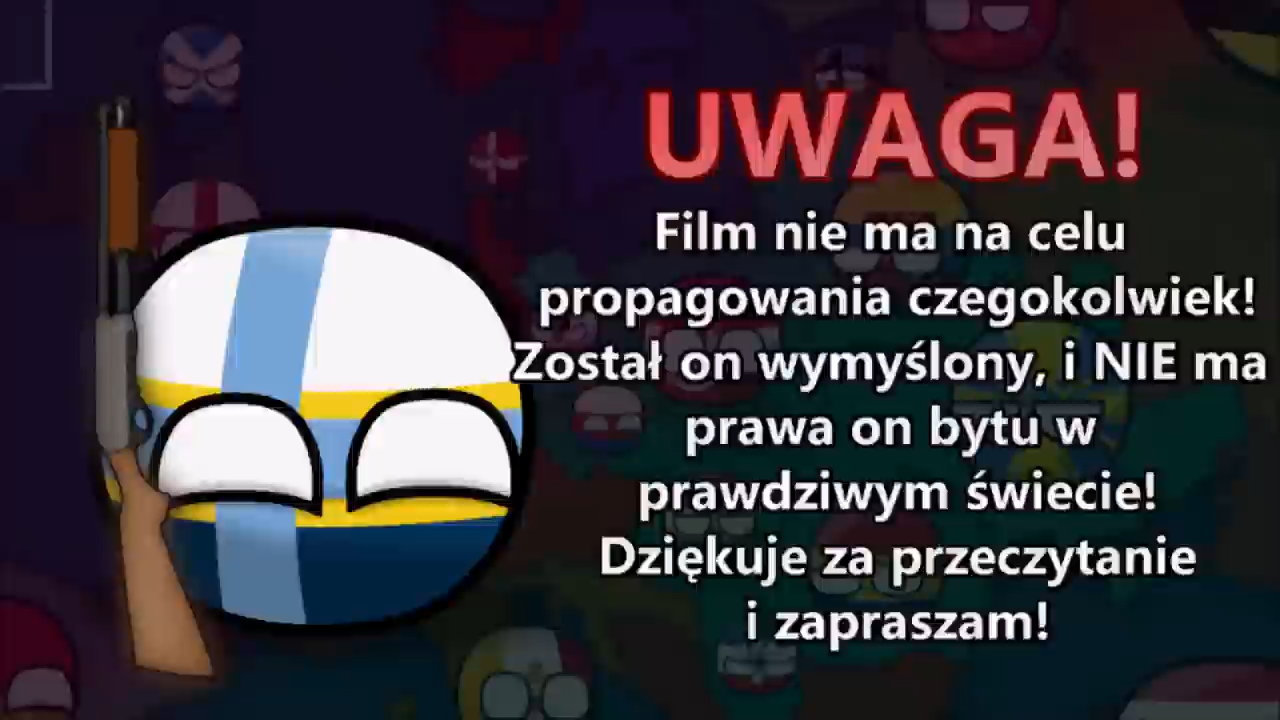 UWAGA!
Film nie ma na celu
propagowania czegokolwiek!
Został on wymyślony, i NIE ma
prawa on bytu w
prawdziwym świecie!
Dziękuje za przeczytanie
i zapraszam!